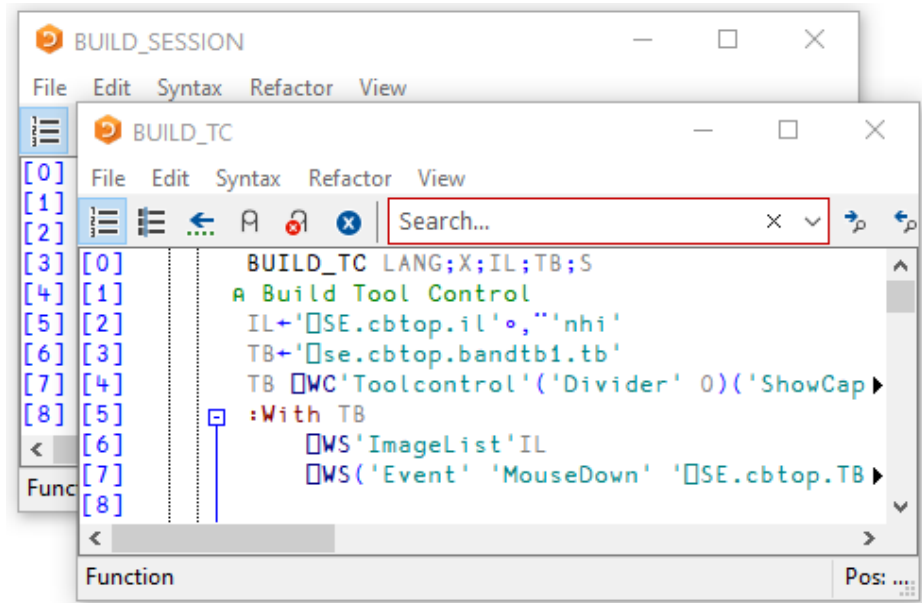 BUILD_SESSION
File Edit Syntax Refactor View
[0]
[1]
[2]
[3]
[4]
[5]
[6]
[7]
[8]
Func
BUILD_TC
File Edit Syntax Refactor View
Search...
[0] BUILD_TC LANG;X;IL;TB;S
[1] ⍝ Build Tool Control
[2] IL←'⎕SE.cbtop.il'∘,¨'nhi'
[3] TB←'⎕se.cbtop.bandtb1.tb'
[4] TB ⎕WC'Toolcontrol'('Divider' 0)('ShowCap
[5] :With TB
[6] ⎕WS'ImageList'IL
[7] ⎕WS('Event' 'MouseDown' '⎕SE.cbtop.TB
[8]
Function Pos: ...